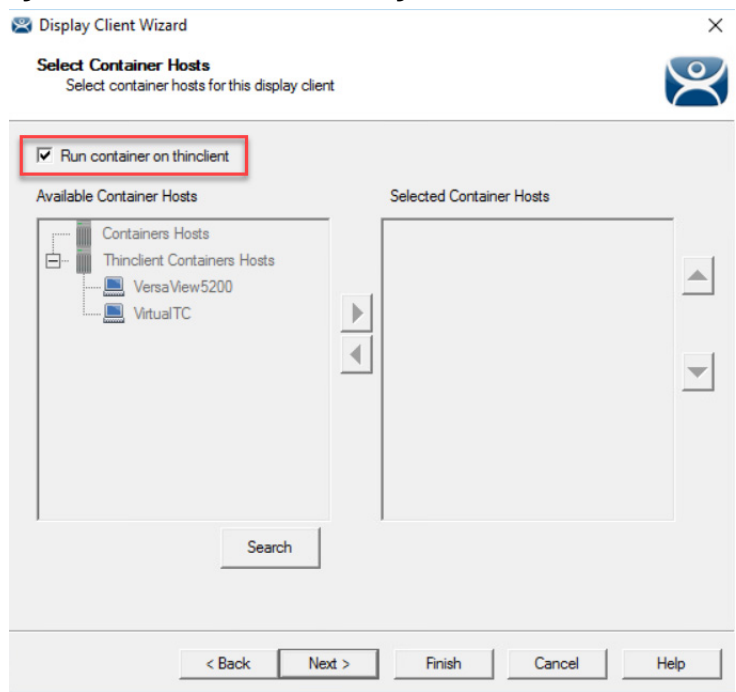 Display Client Wizard
Select Container Hosts
Select container hosts for this display client
Run container on thinclient
Available Container Hosts
Selected Container Hosts
Containers Hosts
Thinclient Containers Hosts
VersaView5200
VirtualTC
Search
< Back
Next >
Finish
Cancel
Help